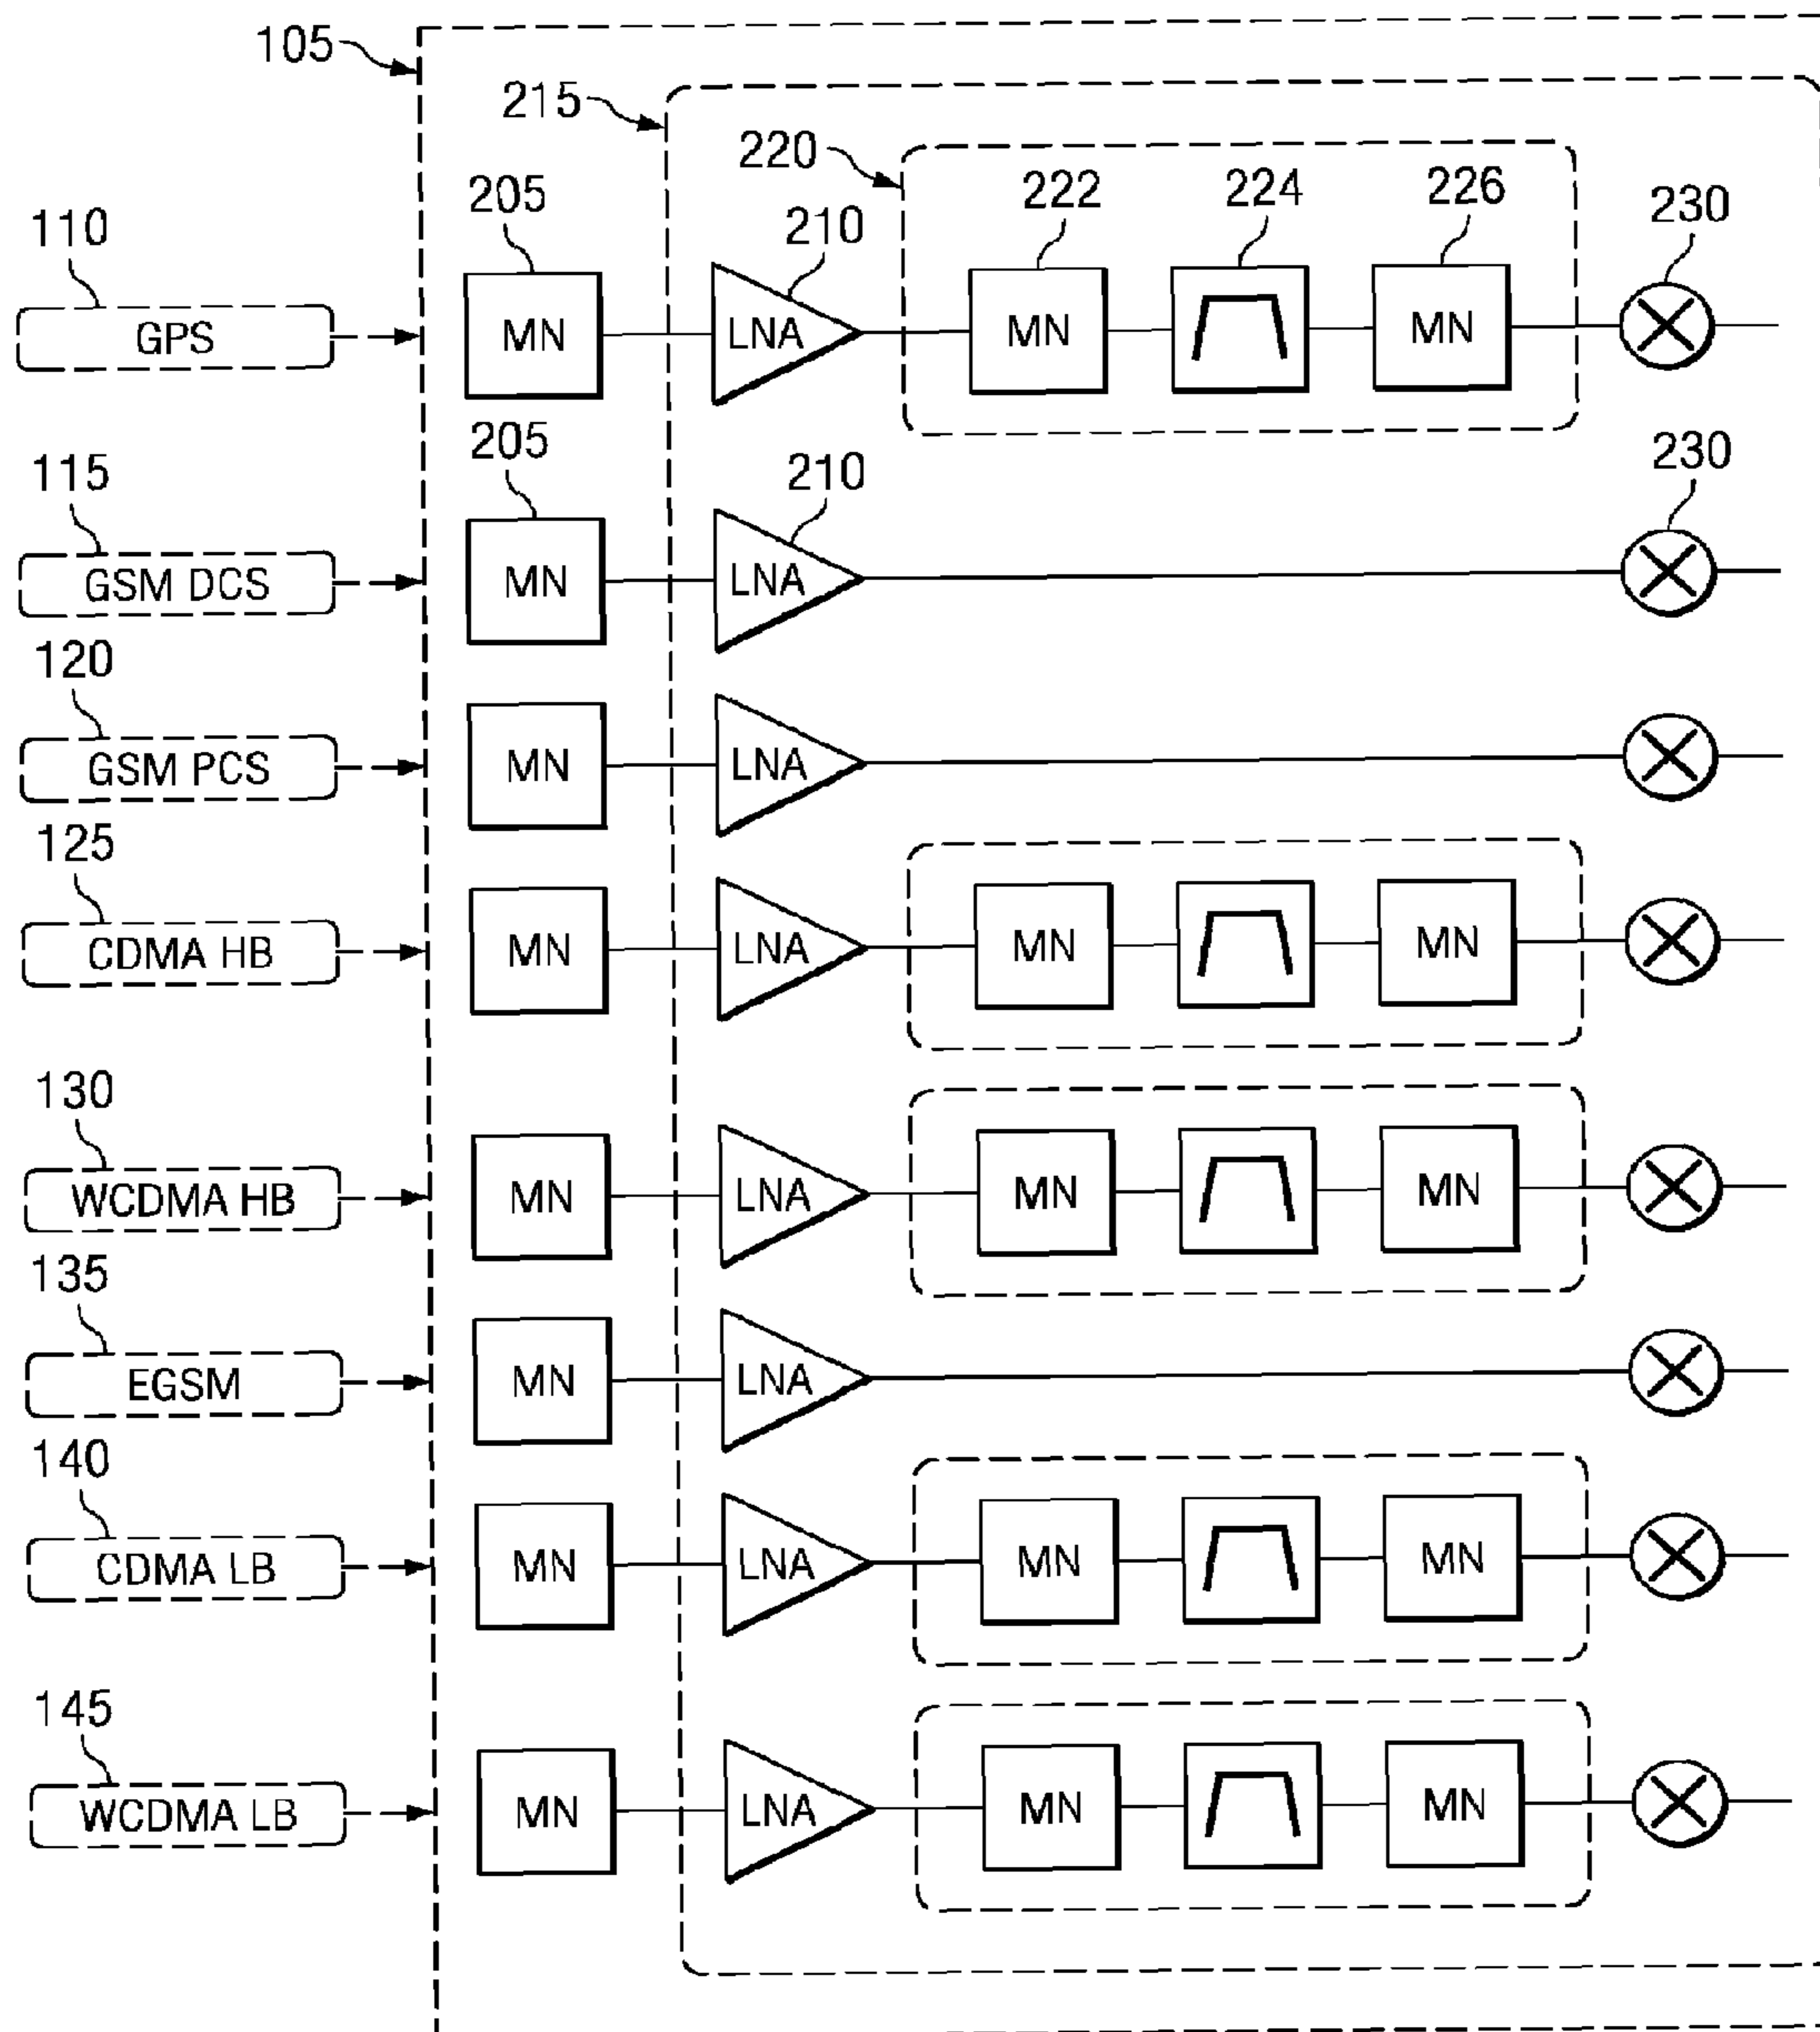 105
215
220
205
210
222
224
226
230
110
GPS
MN
LNA
MN
MN
205
210
230
115
GSM DCS
MN
LNA
120
GSM PCS
MN
LNA
125
CDMA HB
MN
LNA
MN
MN
130
WCDMA HB
MN
LNA
MN
MN
135
EGSM
MN
LNA
140
CDMA LB
MN
LNA
MN
MN
145
WCDMA LB
MN
LNA
MN
MN